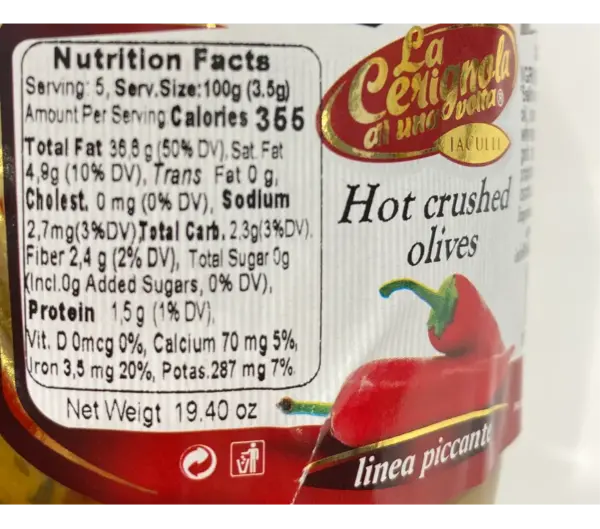 Nutrition Facts
Serving: 5, Serv.Size:100g (3.5g)
Amount Per Serving Calories 355
Total Fat 36,8 g (50% DV), Sat. Fat
4,9g (10% DV), Trans Fat 0 g,
Cholest. 0 mg (0% DV), Sodium
2,7mg(3%DV)Total Carb. 2,3g(3%DV),
Fiber 2,4 g (2% DV), Total Sugar 0g
(Incl.0g Added Sugars, 0% DV),
Protein 1,5 g (1% DV),
Vit. D 0mcg 0%, Calcium 70 mg 5%,
Iron 3,5 mg 20%, Potas.287 mg 7%
Net Weigt 19.40 oz
La
Cerignola
di una volta®
IACULLI
Hot crushed
olives
linea piccante